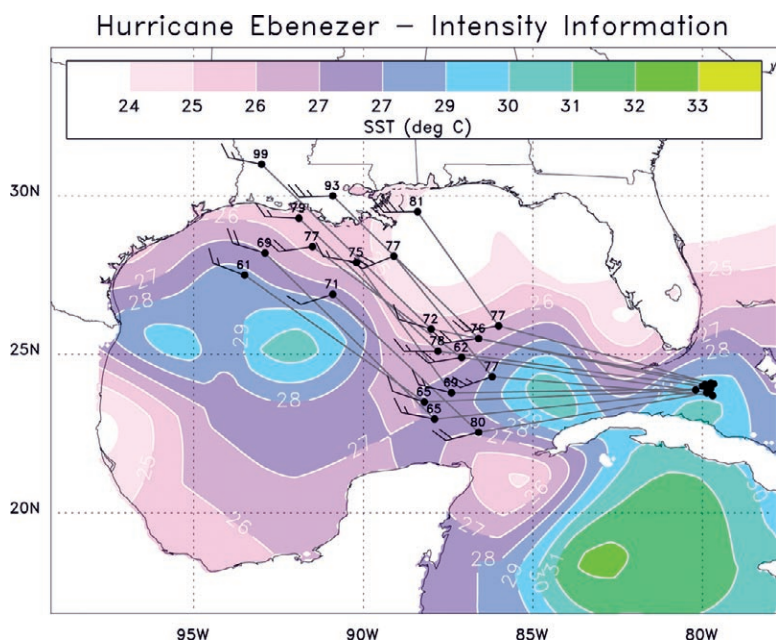 Hurricane Ebenezer – Intensity Information
24 25 26 27 27 29 30 31 32 33
SST (deg C)
99
30N 93
79 81
26
69 77 75 77
27 61 25
28 71 26
72 76 77 27
25N 29 78 62 28
77
28 65 69
65 80
27 27
25 26
20N 26 27 30
28
29 31
95W 90W 85W 80W